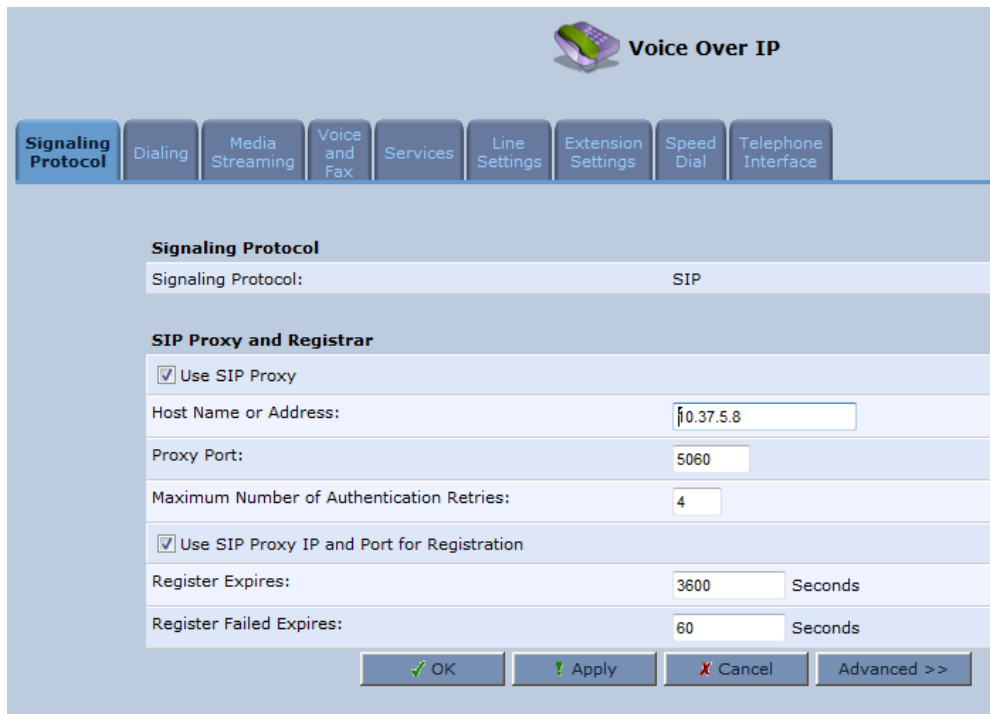 Voice Over IP
Signaling Protocol
Dialing
Media Streaming
Voice and Fax
Services
Line Settings
Extension Settings
Speed Dial
Telephone Interface
Signaling Protocol
Signaling Protocol: SIP
SIP Proxy and Registrar
Use SIP Proxy
Host Name or Address: 10.37.5.8
Proxy Port: 5060
Maximum Number of Authentication Retries: 4
Use SIP Proxy IP and Port for Registration
Register Expires: 3600 Seconds
Register Failed Expires: 60 Seconds
OK
Apply
Cancel
Advanced >>